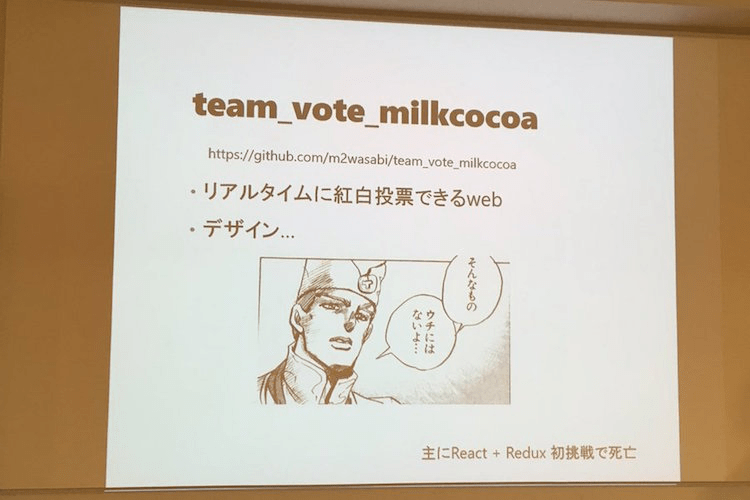 team_vote_milkcocoa
https://github.com/m2wasabi/team_vote_milkcocoa
・リアルタイムに紅白投票できるweb
・デザイン...
そんなもの
ウチには
ないよ…
主にReact + Redux 初挑戦で死亡